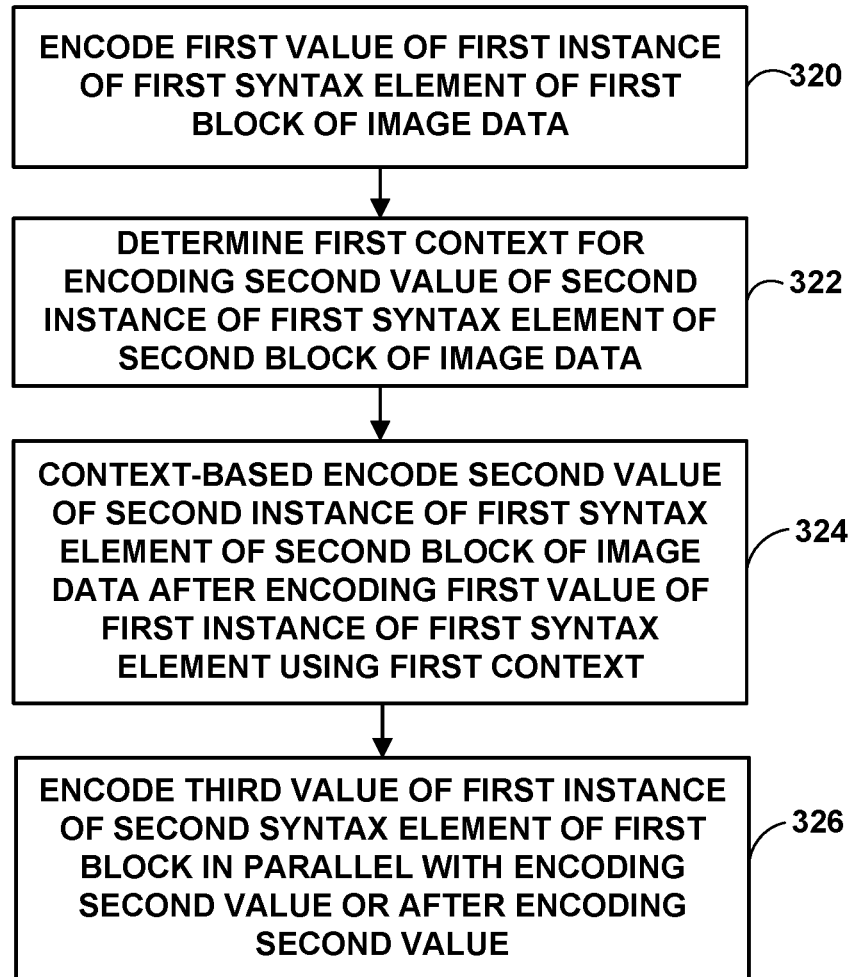 ENCODE FIRST VALUE OF FIRST INSTANCE
OF FIRST SYNTAX ELEMENT OF FIRST
BLOCK OF IMAGE DATA
320
DETERMINE FIRST CONTEXT FOR
ENCODING SECOND VALUE OF SECOND
INSTANCE OF FIRST SYNTAX ELEMENT OF
SECOND BLOCK OF IMAGE DATA
322
CONTEXT-BASED ENCODE SECOND VALUE
OF SECOND INSTANCE OF FIRST SYNTAX
ELEMENT OF SECOND BLOCK OF IMAGE
DATA AFTER ENCODING FIRST VALUE OF
FIRST INSTANCE OF FIRST SYNTAX
ELEMENT USING FIRST CONTEXT
324
ENCODE THIRD VALUE OF FIRST INSTANCE
OF SECOND SYNTAX ELEMENT OF FIRST
BLOCK IN PARALLEL WITH ENCODING
SECOND VALUE OR AFTER ENCODING
SECOND VALUE
326